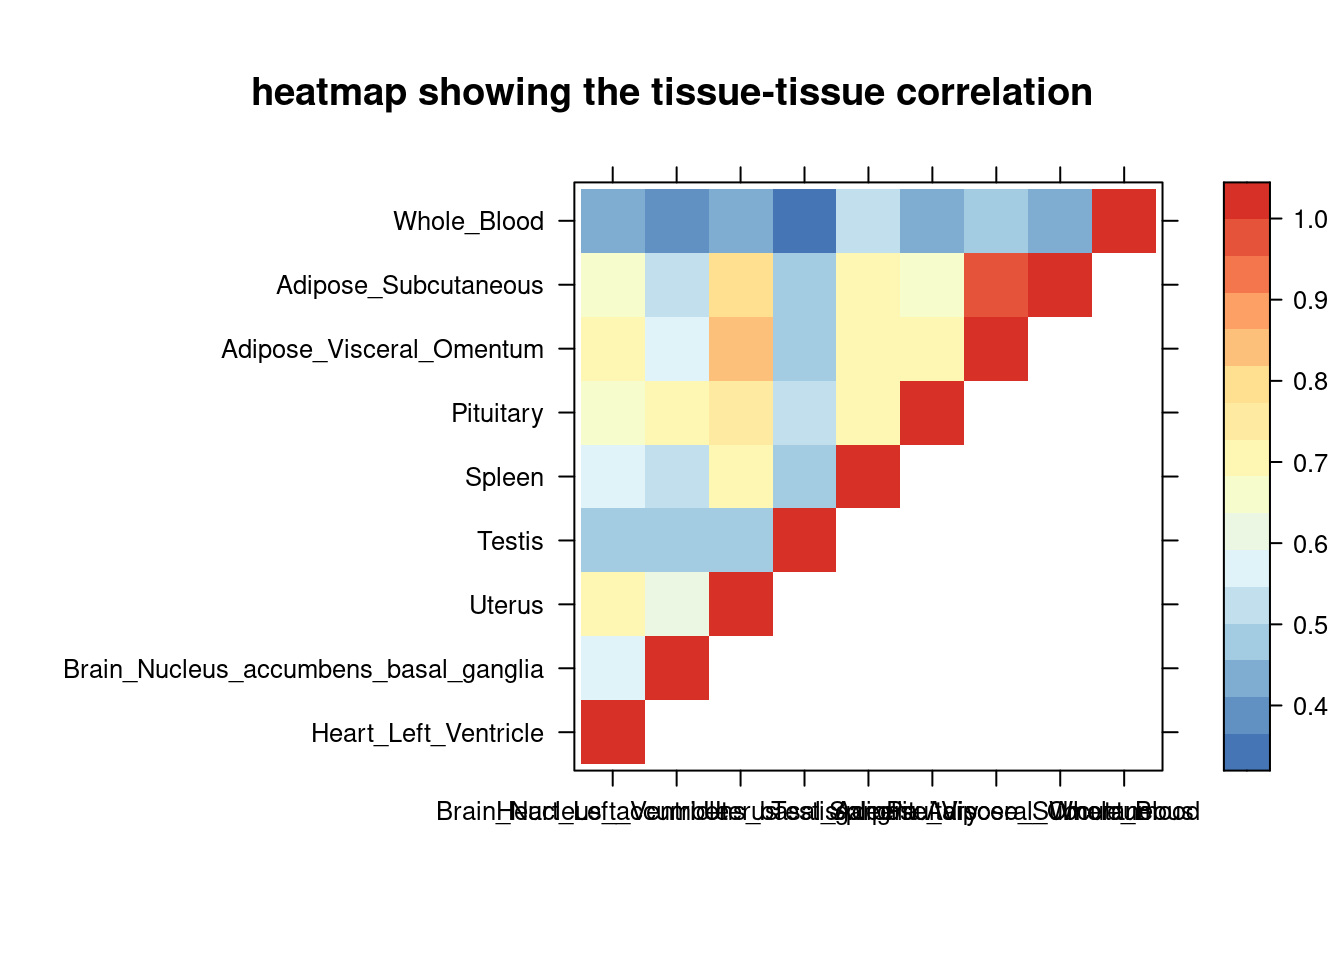 heatmap showing the tissue-tissue correlation
Whole_Blood
Adipose_Subcutaneous
Adipose_Visceral_Omentum
Pituitary
Spleen
Testis
Uterus
Brain_Nucleus_accumbens_basal_ganglia
Heart_Left_Ventricle
1.0
0.9
0.8
0.7
0.6
0.5
0.4